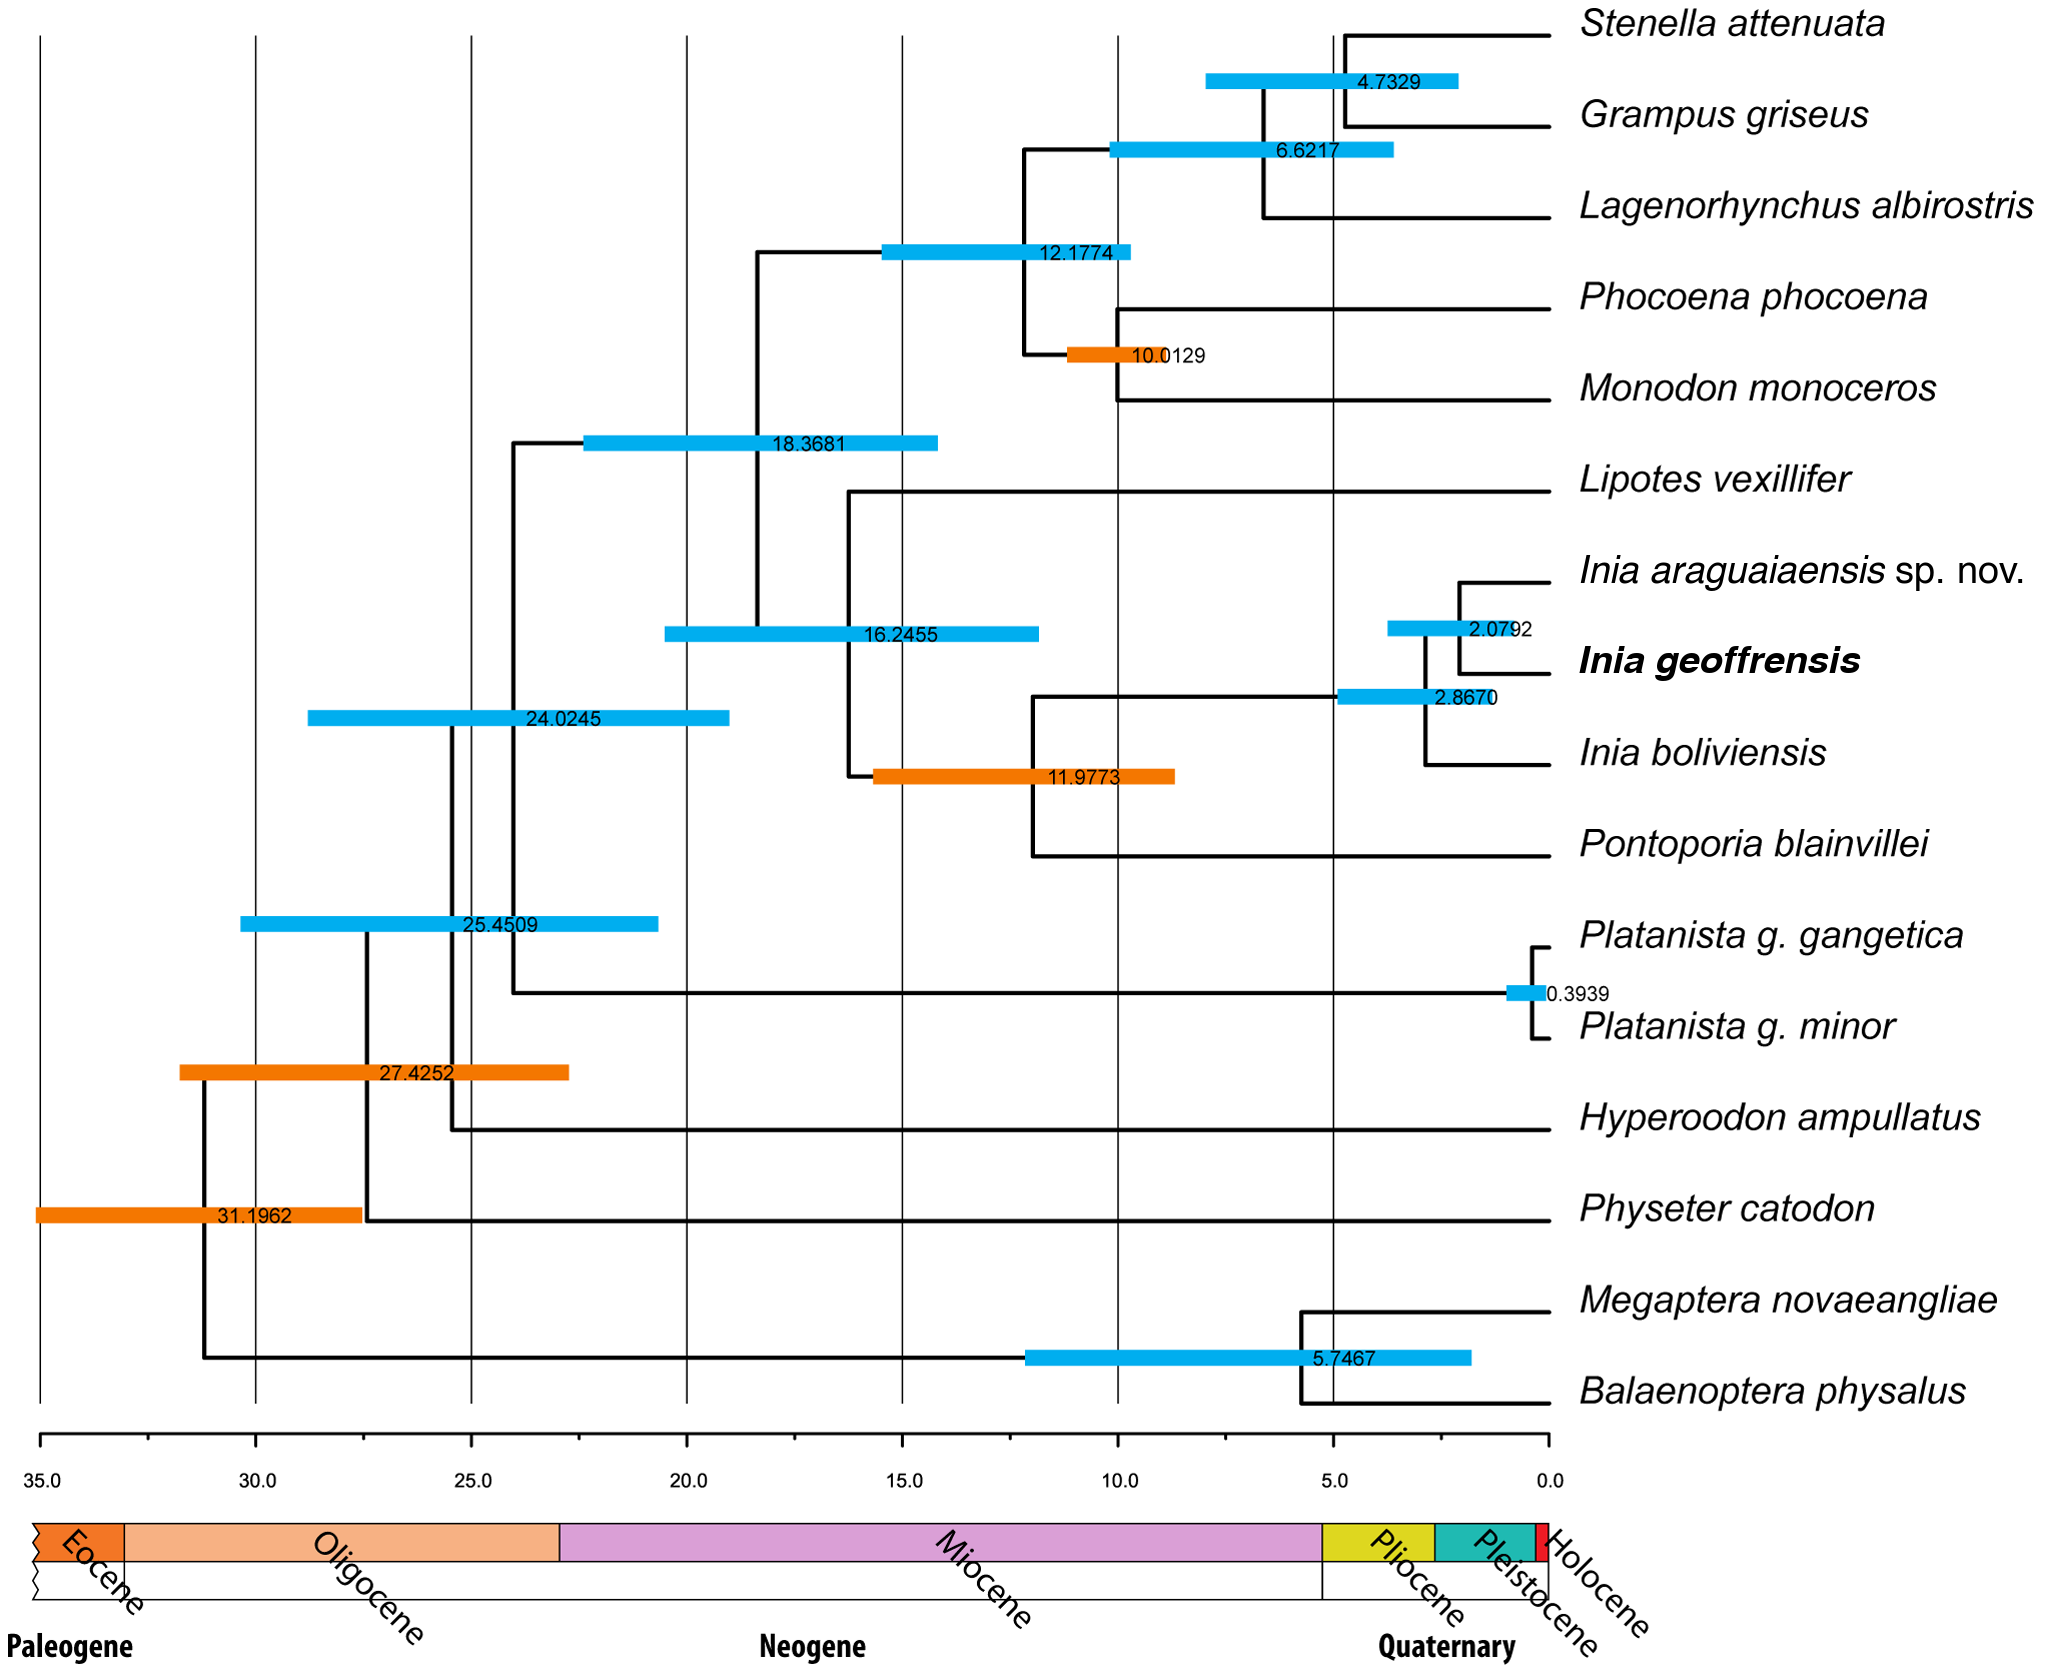 Stenella attenuata
4.7329
Grampus griseus
6.6217
Lagenorhynchus albirostris
12.1774
Phocoena phocoena
10.0129
Monodon monoceros
18.3681
Lipotes vexillifer
Inia araguaiaensis sp. nov.
2.0792
16.2455
Inia geoffrensis
2.8670
24.0245
Inia boliviensis
11.9773
Pontoporia blainvillei
25.4509
Platanista g. gangetica
0.3939
Platanista g. minor
27.4252
Hyperoodon ampullatus
Physeter catodon
31.1962
Megaptera novaeangliae
5.7467
Balaenoptera physalus
35.0 30.0 25.0 20.0 15.0 10.0 5.0 0.0
Eocene Oligocene Miocene Pliocene Pleistocene Holocene
Paleogene Neogene Quaternary